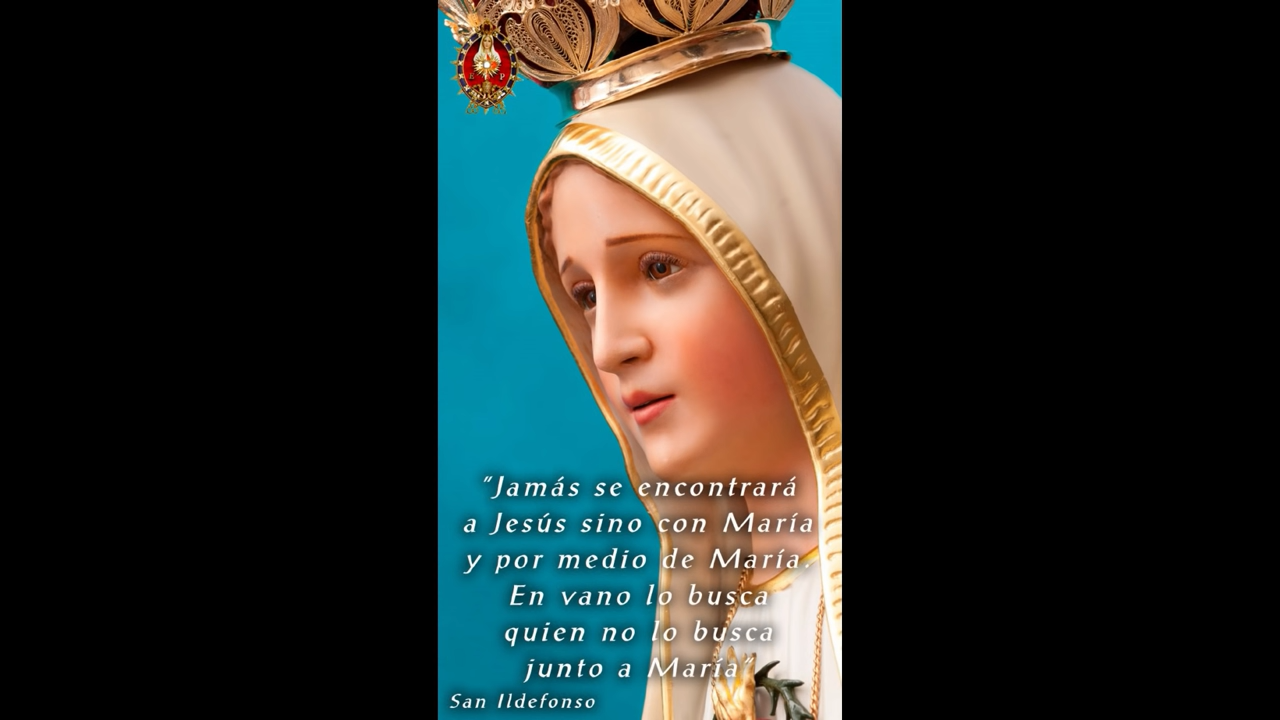 "Jamás se encontrará
a Jesús sino con María
y por medio de María.
En vano lo busca
quien no lo busca
junto a María"
San Ildefonso